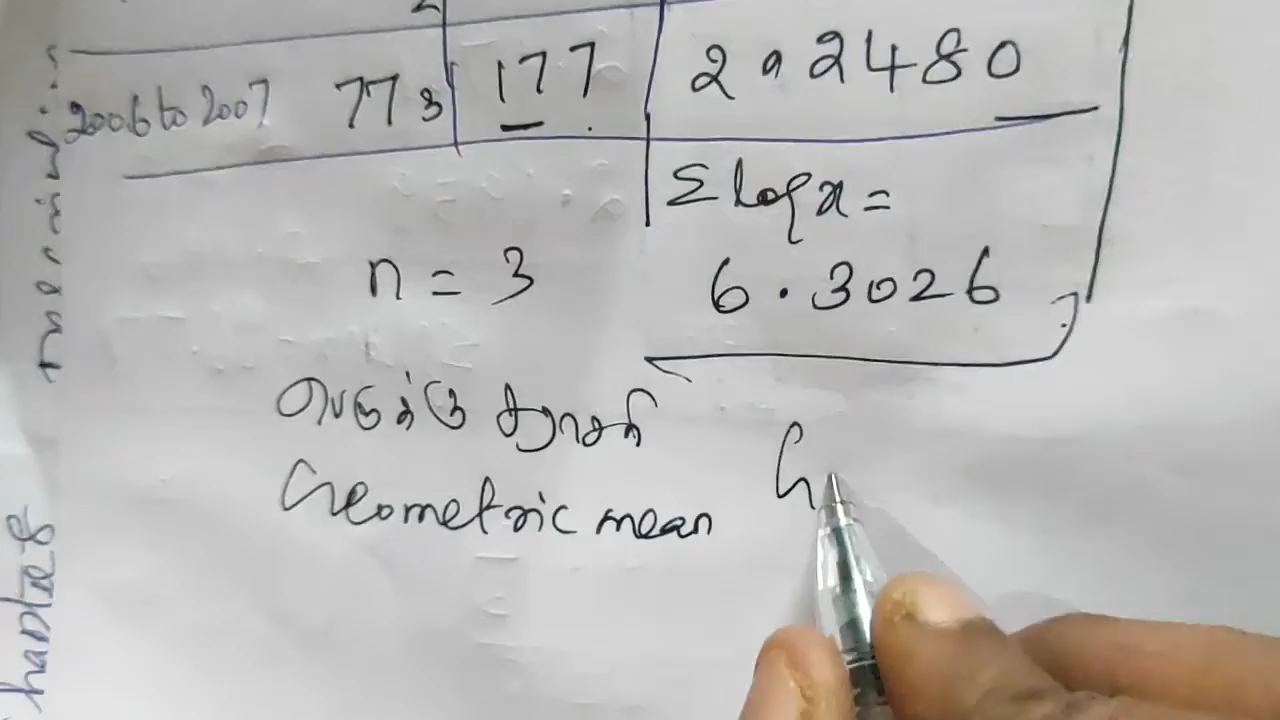 2006 to 2007 773 177 2.2480
Σ log x =
n = 3 6.3026
பெருக்கு சராசரி
Geometric mean G